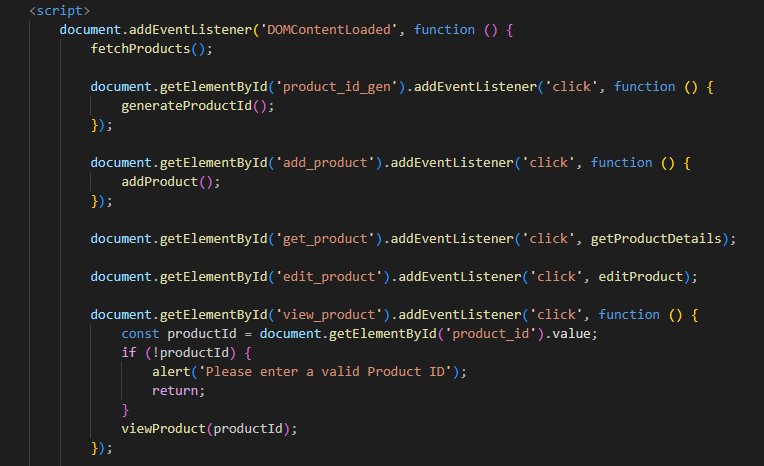 <script>
document.addEventListener('DOMContentLoaded', function () {
fetchProducts();
document.getElementById('product_id_gen').addEventListener('click', function () {
generateProductId();
});
document.getElementById('add_product').addEventListener('click', function () {
addProduct();
});
document.getElementById('get_product').addEventListener('click', getProductDetails);
document.getElementById('edit_product').addEventListener('click', editProduct);
document.getElementById('view_product').addEventListener('click', function () {
const productId = document.getElementById('product_id').value;
if (!productId) {
alert('Please enter a valid Product ID');
return;
}
viewProduct(productId);
});